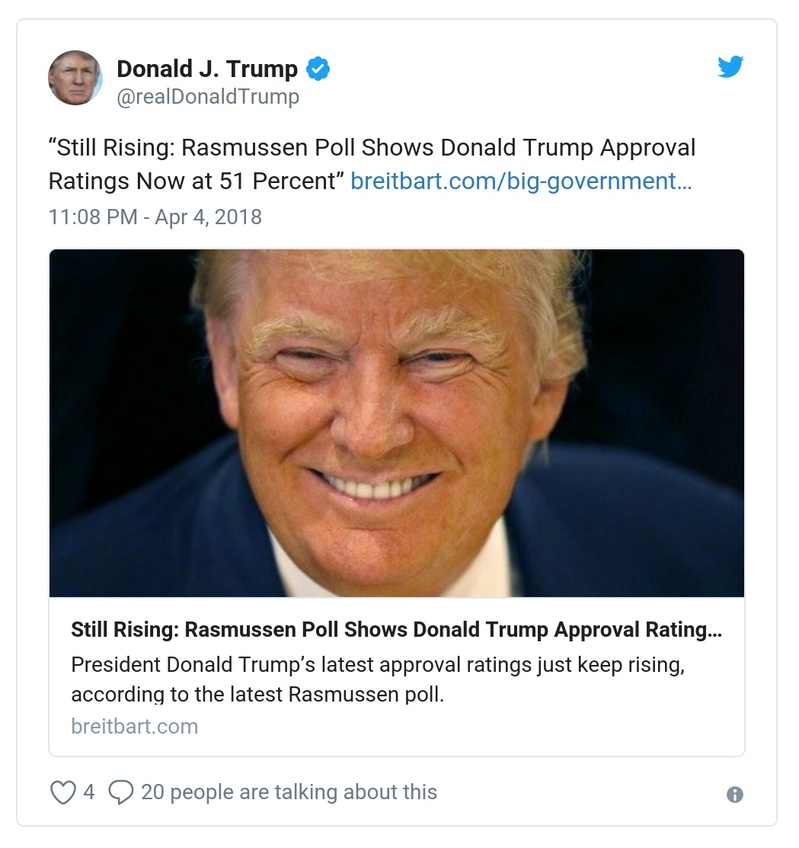 Donald J. Trump
@realDonaldTrump
“Still Rising: Rasmussen Poll Shows Donald Trump Approval
Ratings Now at 51 Percent” breitbart.com/big-government…
11:08 PM - Apr 4, 2018
Still Rising: Rasmussen Poll Shows Donald Trump Approval Rating…
President Donald Trump’s latest approval ratings just keep rising,
according to the latest Rasmussen poll.
breitbart.com
4 20 people are talking about this